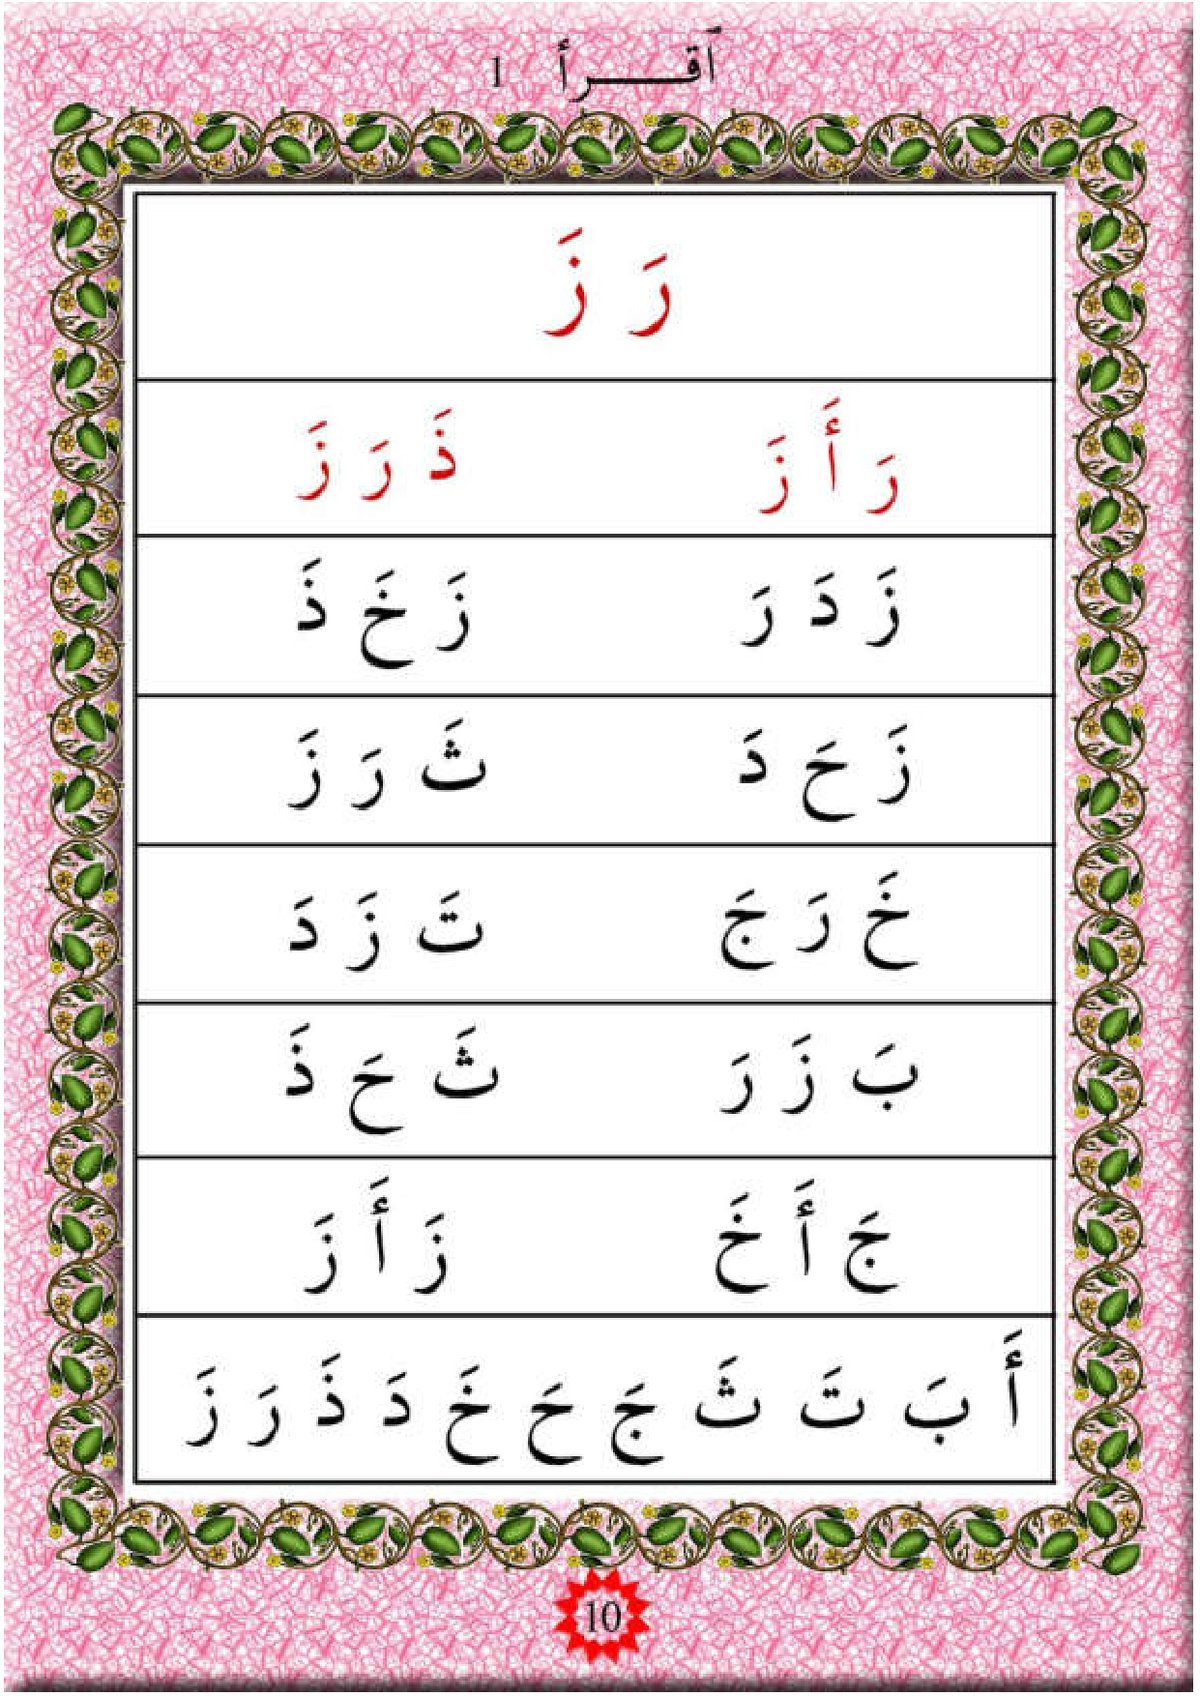 اَقـــرأ 1
رَ زَ
رَ أَ زَ ذَ رَ زَ
زَ دَ رَ زَ خَ ذَ
زَ حَ دَ ثَ رَ زَ
خَ رَ جَ تَ زَ دَ
بَ زَ رَ ثَ حَ ذَ
جَ أَ خَ زَ أَ زَ
أَ بَ تَ ثَ جَ حَ خَ دَ ذَ رَ زَ
10